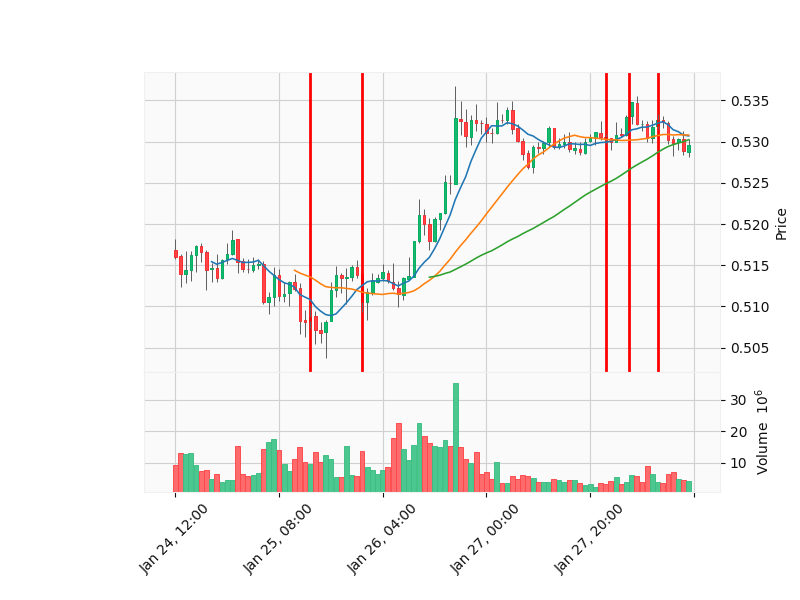 0.535
0.530
0.525
0.520
0.515
0.510
0.505
Price
30
20
10
Volume 10⁶
Jan 24, 12:00
Jan 25, 08:00
Jan 26, 04:00
Jan 27, 00:00
Jan 27, 20:00